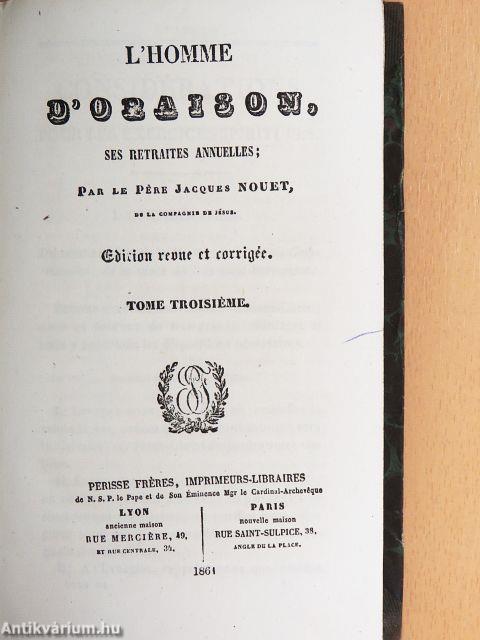 L'HOMME
D'ORAISON,
SES RETRAITES ANNUELLES;
PAR LE PÈRE JACQUES NOUET,
DE LA COMPAGNIE DE JÉSUS.
Edition revue et corrigée.
TOME TROISIÈME.
PERISSE FRÈRES, IMPRIMEURS-LIBRAIRES
de N. S. P. le Pape et de Son Éminence Mgr le Cardinal-Archevêque
LYON
ancienne maison
RUE MERCIÈRE, 49,
ET RUE CENTRALE, 34.
PARIS
nouvelle maison
RUE SAINT-SULPICE, 38,
ANGLE DE LA PLACE.
1861
Antikvárium.hu